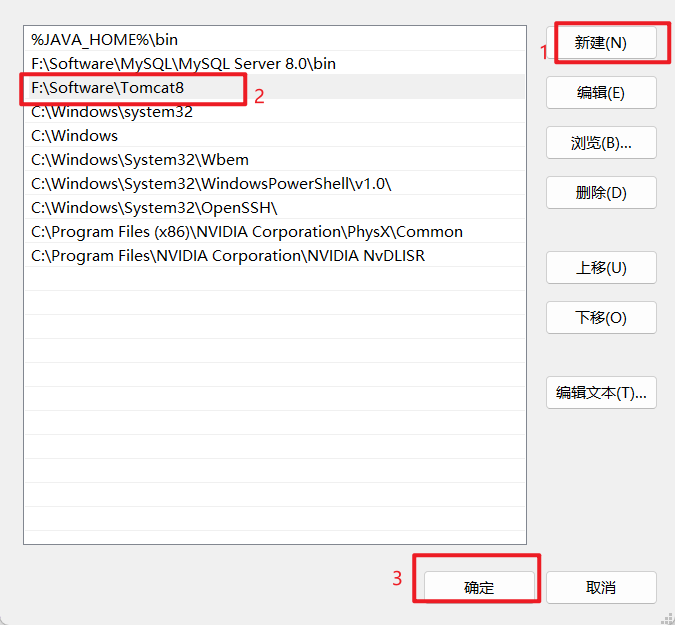 %JAVA_HOME%\bin
F:\Software\MySQL\MySQL Server 8.0\bin
F:\Software\Tomcat8
2
C:\Windows\system32
C:\Windows
C:\Windows\System32\Wbem
C:\Windows\System32\WindowsPowerShell\v1.0\
C:\Windows\System32\OpenSSH\
C:\Program Files (x86)\NVIDIA Corporation\PhysX\Common
C:\Program Files\NVIDIA Corporation\NVIDIA NvDLISR
1
新建(N)
编辑(E)
浏览(B)...
删除(D)
上移(U)
下移(O)
编辑文本(T)...
3
确定
取消